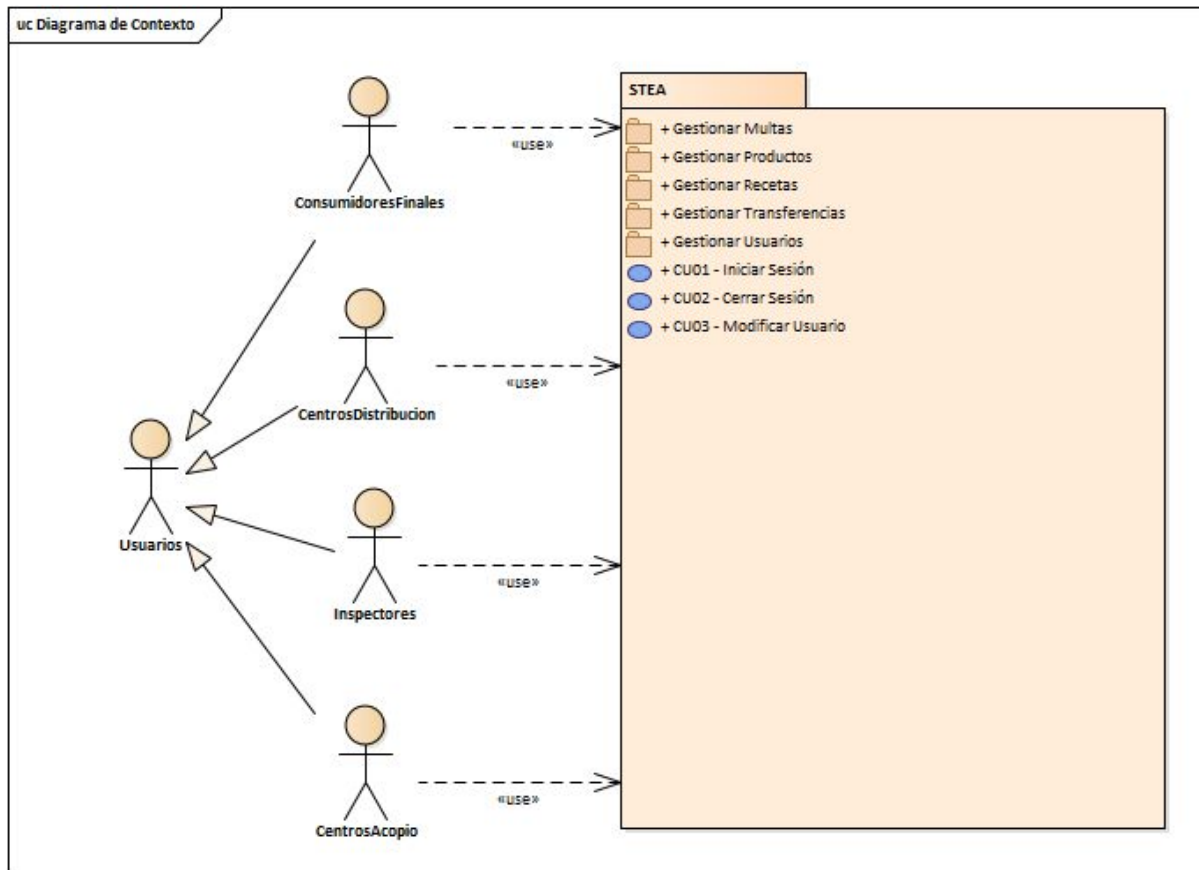 uc Diagrama de Contexto
STEA
+ Gestionar Multas
+ Gestionar Productos
+ Gestionar Recetas
+ Gestionar Transferencias
+ Gestionar Usuarios
+ CU01 - Iniciar Sesión
+ CU02 - Cerrar Sesión
+ CU03 - Modificar Usuario
«use»
ConsumidoresFinales
«use»
CentrosDistribucion
Usuarios
«use»
Inspectores
«use»
CentrosAcopio